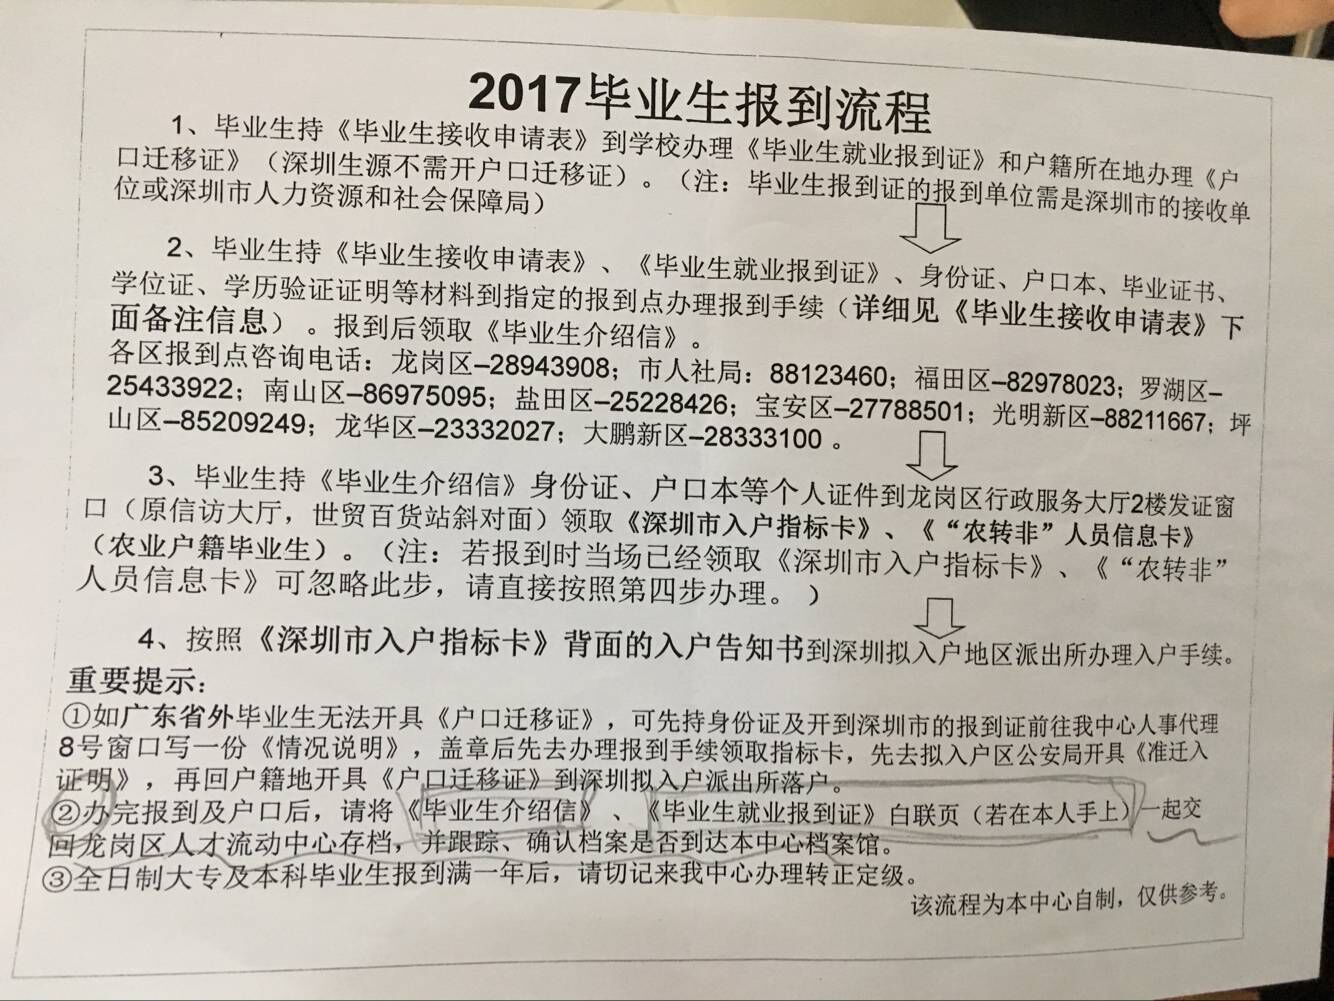 2017毕业生报到流程
1、毕业生持《毕业生接收申请表》到学校办理《毕业生就业报到证》和户籍所在地办理《户
口迁移证》（深圳生源不需开户口迁移证）。（注：毕业生报到证的报到单位需是深圳市的接收单
位或深圳市人力资源和社会保障局）
2、毕业生持《毕业生接收申请表》、《毕业生就业报到证》、身份证、户口本、毕业证书、
学位证、学历验证证明等材料到指定的报到点办理报到手续（详细见《毕业生接收申请表》下
面备注信息）。报到后领取《毕业生介绍信》。
各区报到点咨询电话：龙岗区–28943908；市人社局：88123460；福田区–82978023；罗湖区–
25433922；南山区–86975095；盐田区–25228426；宝安区–27788501；光明新区–88211667；坪
山区–85209249；龙华区–23332027；大鹏新区–28333100 。
3、毕业生持《毕业生介绍信》身份证、户口本等个人证件到龙岗区行政服务大厅2楼发证窗
口（原信访大厅，世贸百货站斜对面）领取《深圳市入户指标卡》、《“农转非”人员信息卡》
（农业户籍毕业生）。（注：若报到时当场已经领取《深圳市入户指标卡》、《“农转非”
人员信息卡》可忽略此步，请直接按照第四步办理。）
4、按照《深圳市入户指标卡》背面的入户告知书到深圳拟入户地区派出所办理入户手续。
重要提示：
①如广东省外毕业生无法开具《户口迁移证》，可先持身份证及开到深圳市的报到证前往我中心人事代理
8号窗口写一份《情况说明》，盖章后先去办理报到手续领取指标卡，先去拟入户区公安局开具《准迁入
证明》，再回户籍地开具《户口迁移证》到深圳拟入户派出所落户。
②办完报到及户口后，请将《毕业生介绍信》、《毕业生就业报到证》白联页（若在本人手上）一起交
回龙岗区人才流动中心存档，并跟踪、确认档案是否到达本中心档案馆。
③全日制大专及本科毕业生报到满一年后，请切记来我中心办理转正定级。
该流程为本中心自制，仅供参考。